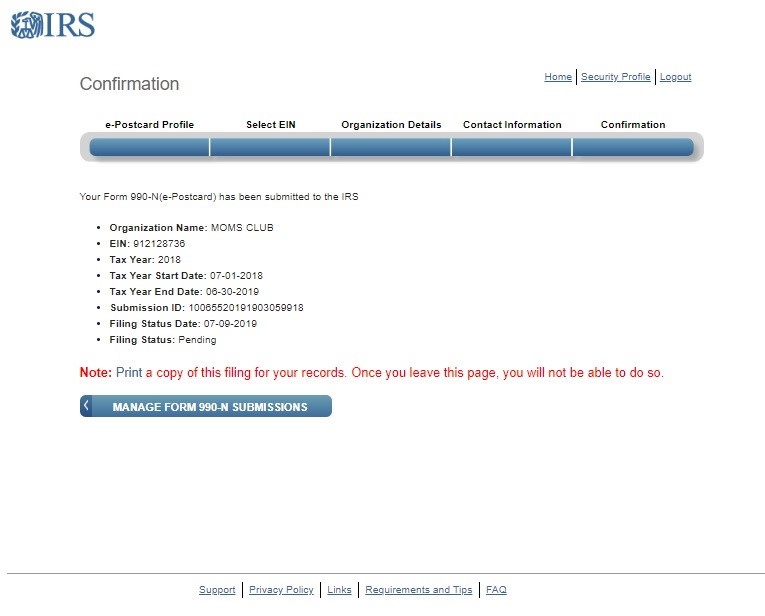 IRS
Home Security Profile Logout
Confirmation
e-Postcard Profile Select EIN Organization Details Contact Information Confirmation
Your Form 990-N(e-Postcard) has been submitted to the IRS
• Organization Name: MOMS CLUB
• EIN: 912128736
• Tax Year: 2018
• Tax Year Start Date: 07-01-2018
• Tax Year End Date: 06-30-2019
• Submission ID: 10065520191903059918
• Filing Status Date: 07-09-2019
• Filing Status: Pending
Note: Print a copy of this filing for your records. Once you leave this page, you will not be able to do so.
MANAGE FORM 990-N SUBMISSIONS
Support Privacy Policy Links Requirements and Tips FAQ